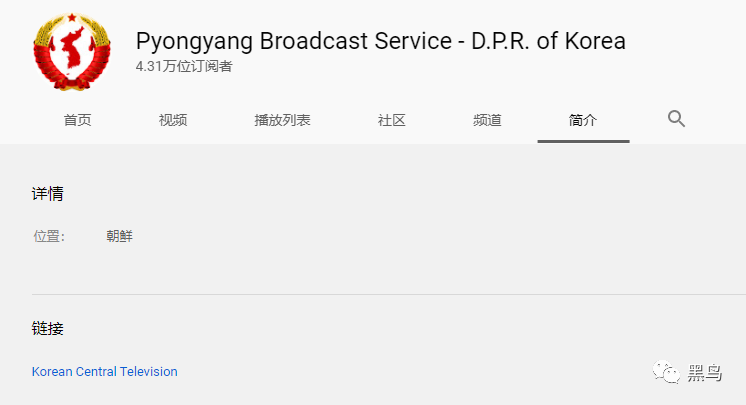 Pyongyang Broadcast Service - D.P.R. of Korea
4.31万位订阅者
首页 视频 播放列表 社区 频道 简介
详情
位置： 朝鲜
链接
Korean Central Television
黑鸟